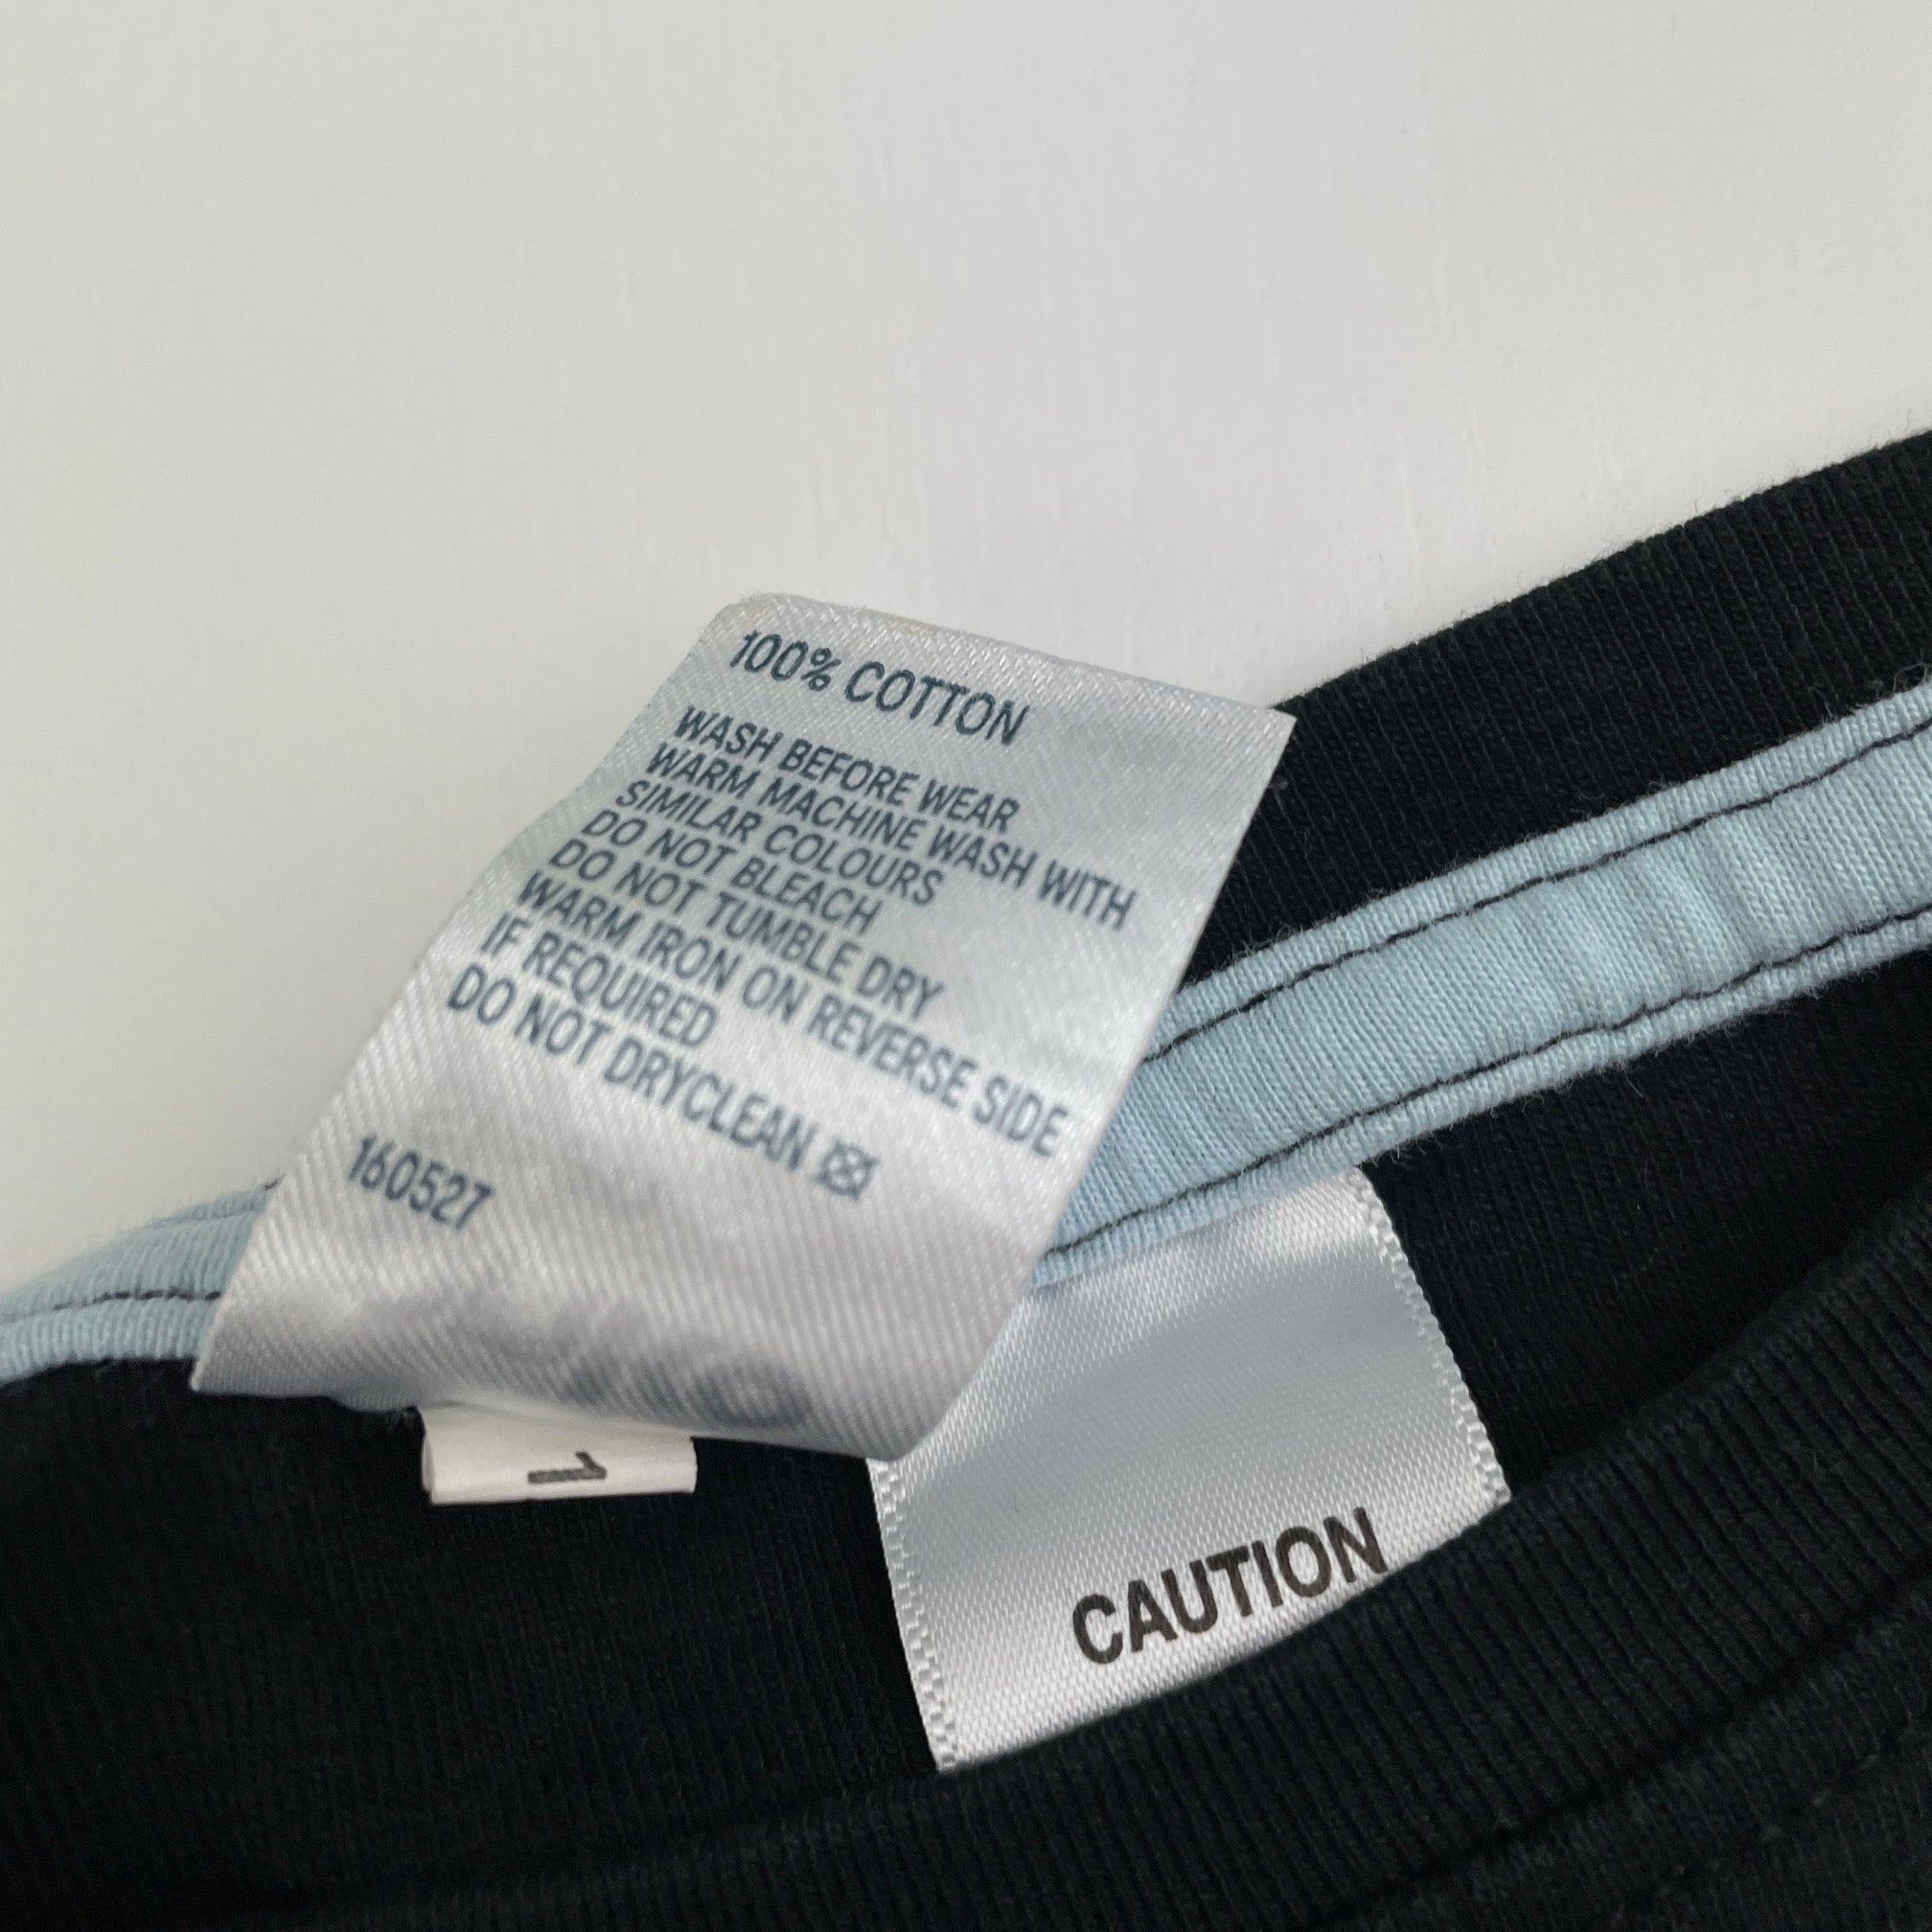 100% COTTON
WASH BEFORE WEAR
WARM MACHINE WASH WITH
SIMILAR COLOURS
DO NOT BLEACH
DO NOT TUMBLE DRY
WARM IRON ON REVERSE SIDE
IF REQUIRED
DO NOT DRYCLEAN
160527
1
CAUTION